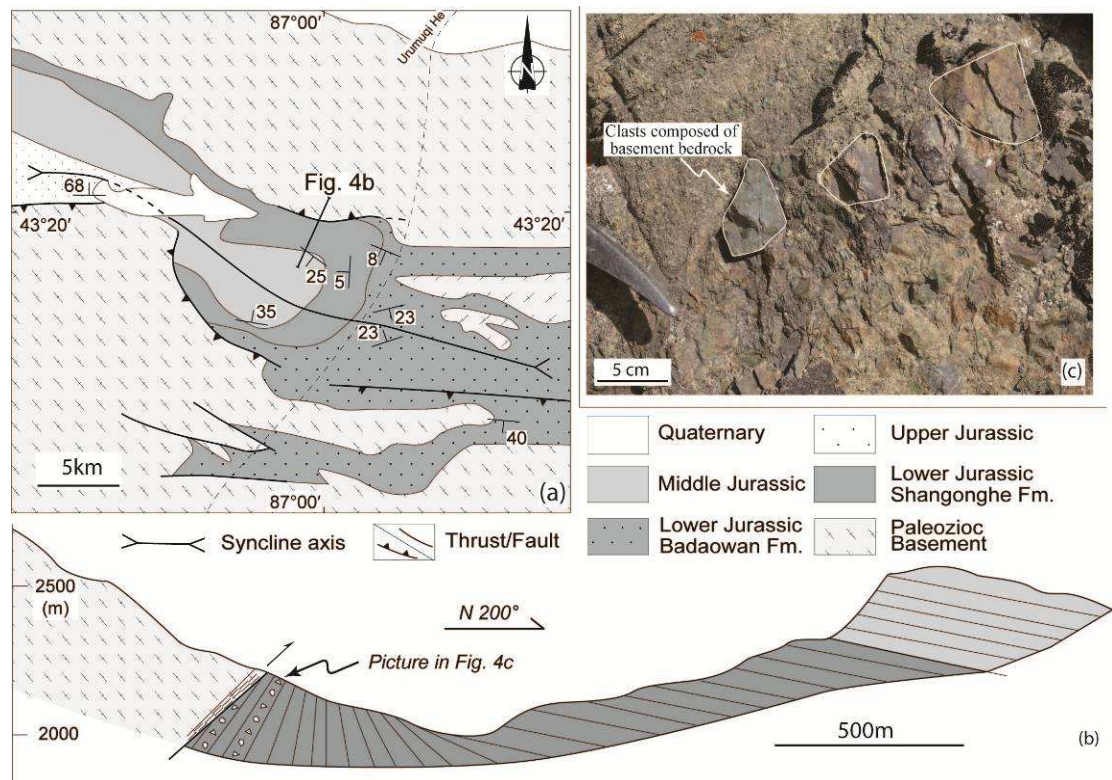 87°00'
Urumuqi He
N
Fig. 4b
68
43°20'
43°20'
8
25
5
35
23
23
40
5km
87°00'
(a)
Clasts composed of
basement bedrock
5 cm
(c)
Quaternary
Upper Jurassic
Middle Jurassic
Lower Jurassic
Shangonghe Fm.
Lower Jurassic
Badaowan Fm.
Paleozioc
Basement
Syncline axis
Thrust/Fault
2500
(m)
N 200°
Picture in Fig. 4c
2000
500m
(b)